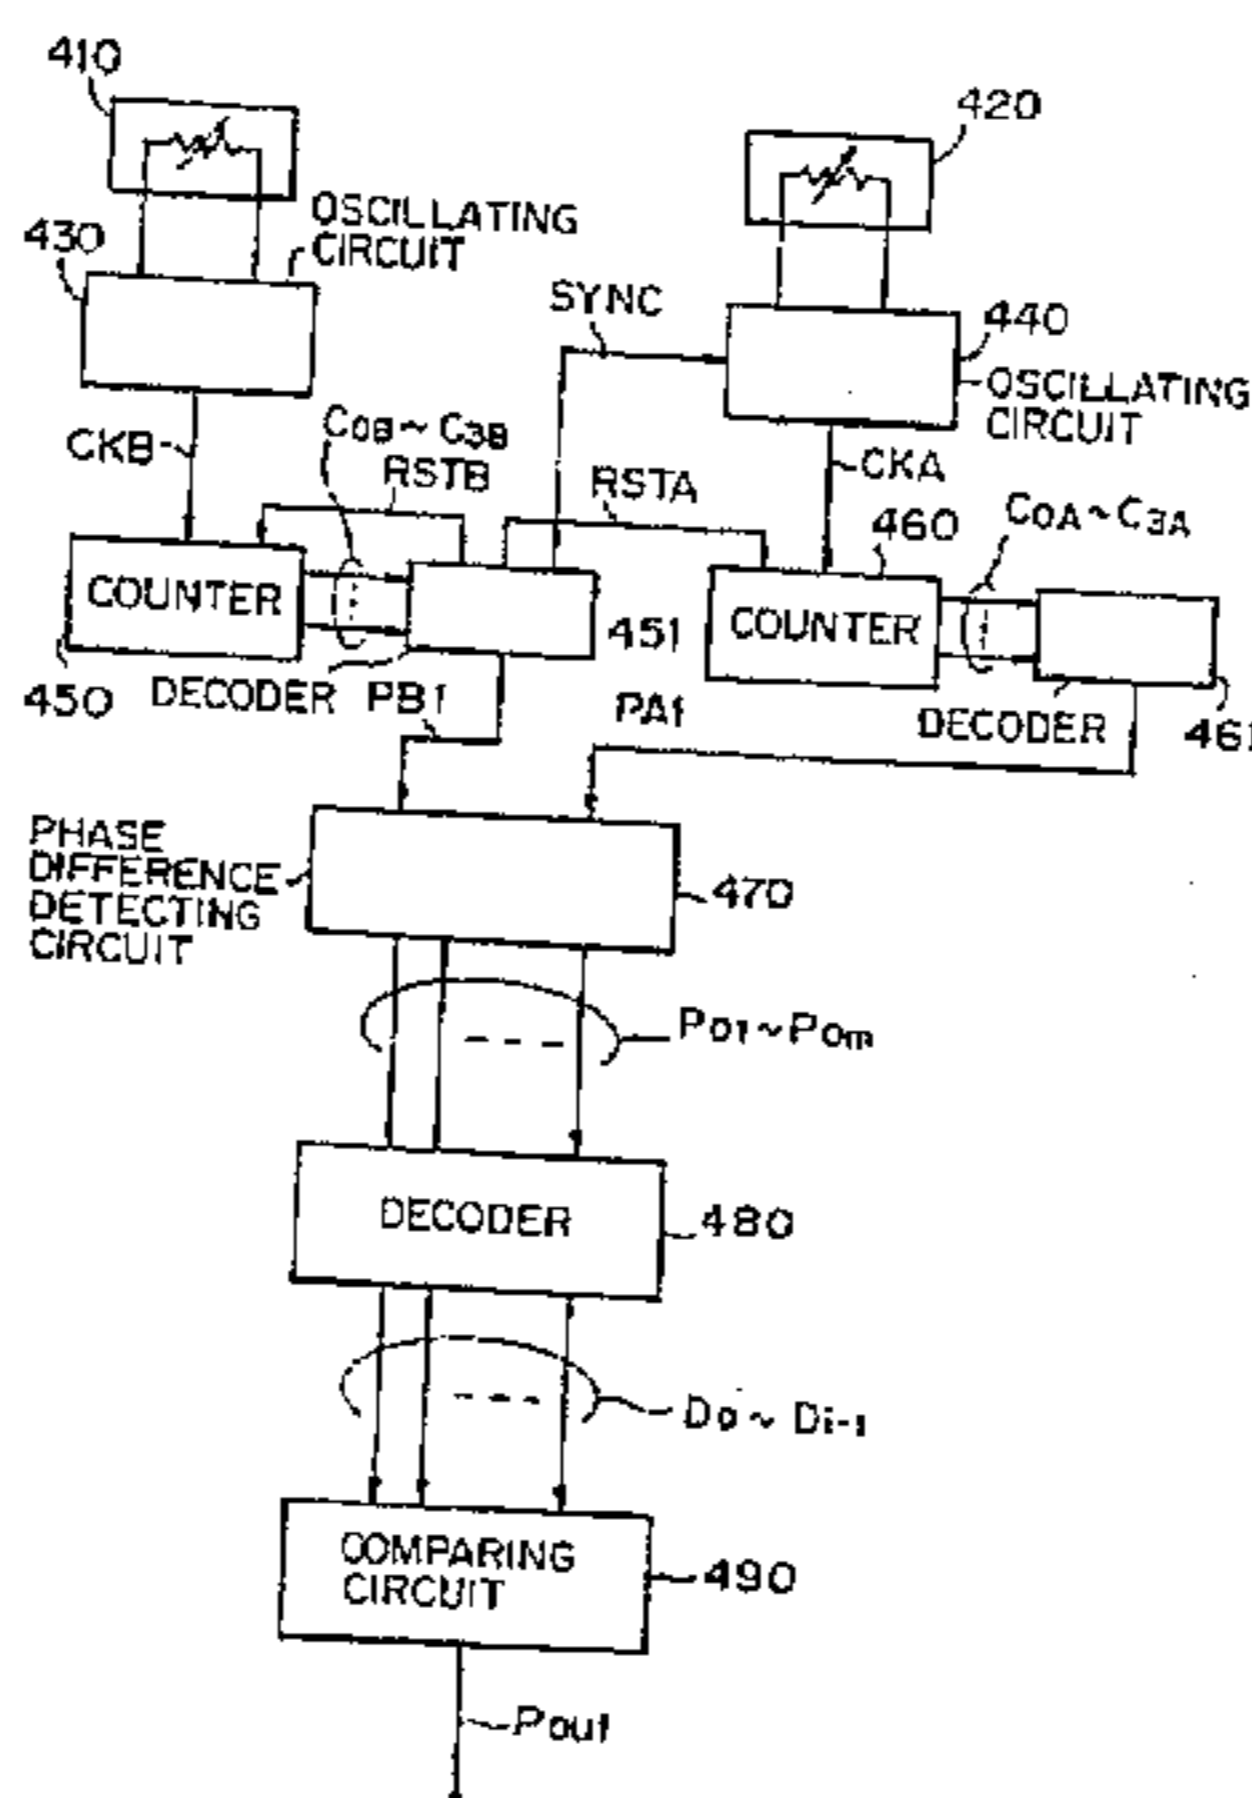 410
420
OSCILLATING
CIRCUIT
430
SYNC
440
OSCILLATING
CIRCUIT
C0B~C3B
CKB
RSTB
RSTA
CKA
460
C0A~C3A
COUNTER
451
COUNTER
450
DECODER
PB1
PA1
DECODER
461
PHASE
DIFFERENCE
DETECTING
CIRCUIT
470
P01~P0m
DECODER
480
D0~Di-1
COMPARING
CIRCUIT
490
Pout